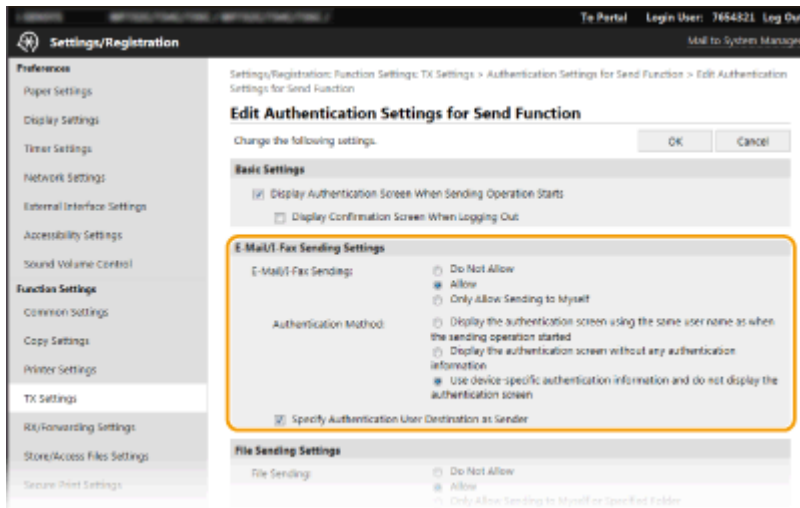 To Portal Login User: 7654321 Log Ou
Settings/Registration
Mail to System Manage
Preferences
Paper Settings
Display Settings
Timer Settings
Network Settings
External Interface Settings
Accessibility Settings
Sound Volume Control
Function Settings
Common Settings
Copy Settings
Printer Settings
TX Settings
RX/Forwarding Settings
Store/Access Files Settings
Secure Print Settings
Settings/Registration: Function Settings: TX Settings > Authentication Settings for Send Function > Edit Authentication
Settings for Send Function
Edit Authentication Settings for Send Function
Change the following settings.
OK
Cancel
Basic Settings
Display Authentication Screen When Sending Operation Starts
Display Confirmation Screen When Logging Out
E-Mail/I-Fax Sending Settings
E-Mail/I-Fax Sending:
Do Not Allow
Allow
Only Allow Sending to Myself
Authentication Method:
Display the authentication screen using the same user name as when
the sending operation started
Display the authentication screen without any authentication
information
Use device-specific authentication information and do not display the
authentication screen
Specify Authentication User Destination as Sender
File Sending Settings
File Sending:
Do Not Allow
Allow
Only Allow Sending to Myself or Specified Folder